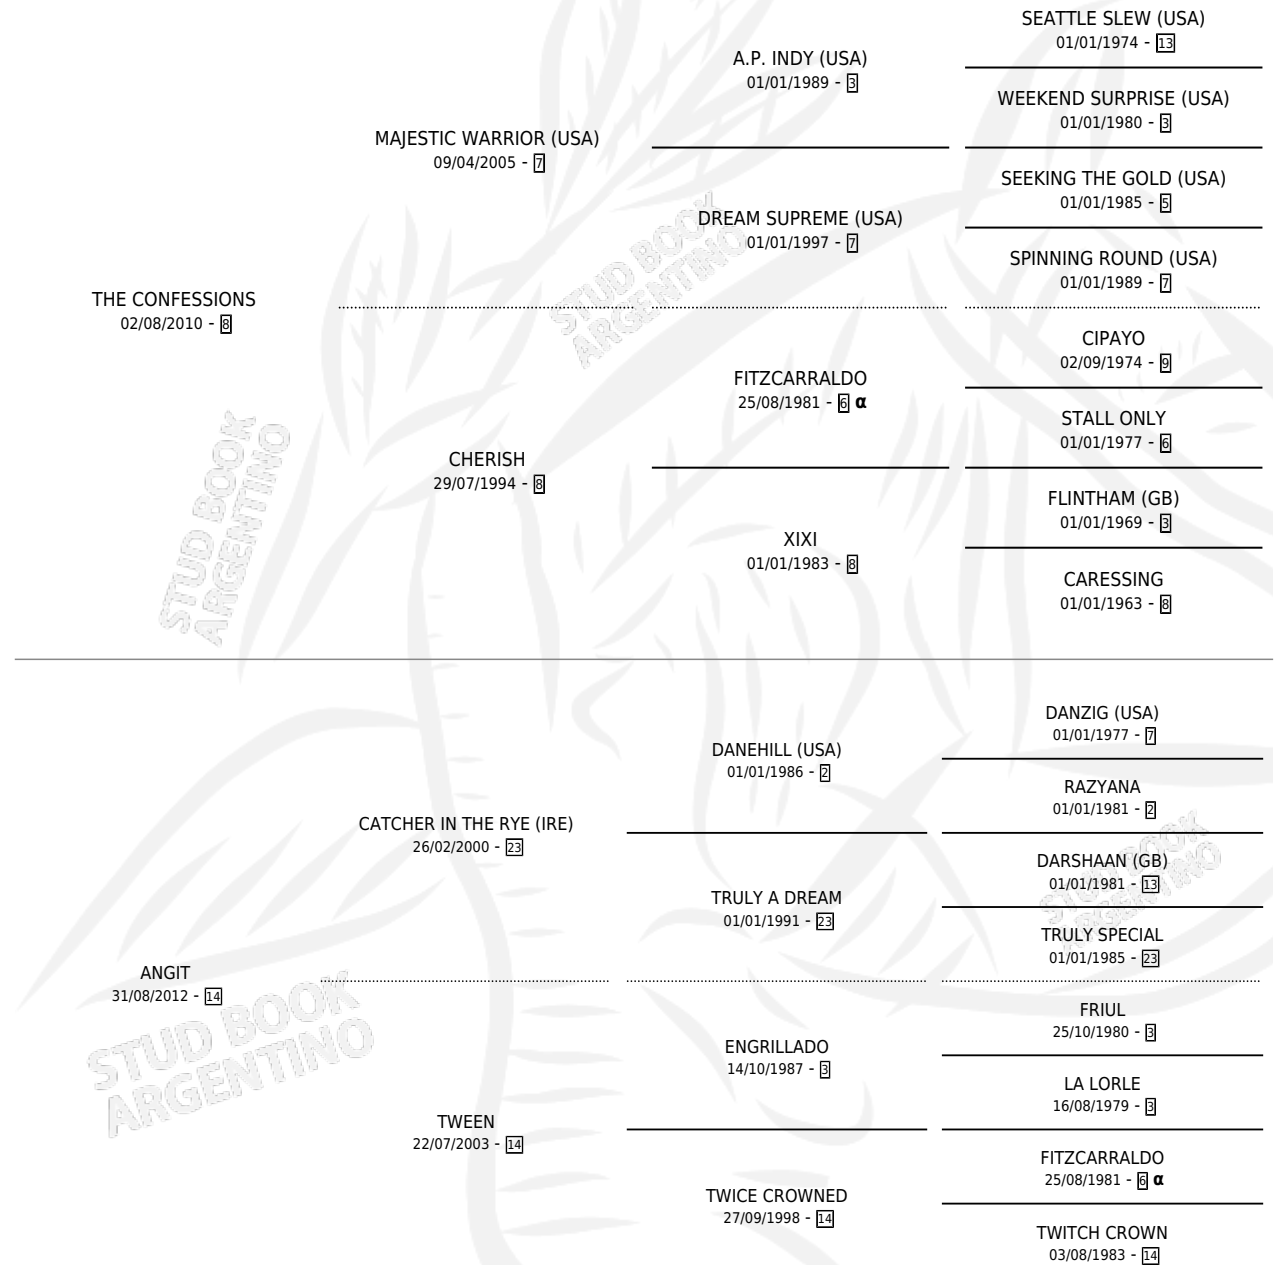 SEATTLE SLEW (USA)
01/01/1974 - 13
A.P. INDY (USA)
01/01/1989 - 3
WEEKEND SURPRISE (USA)
01/01/1980 - 3
MAJESTIC WARRIOR (USA)
09/04/2005 - 7
SEEKING THE GOLD (USA)
01/01/1985 - 5
DREAM SUPREME (USA)
01/01/1997 - 7
SPINNING ROUND (USA)
01/01/1989 - 7
THE CONFESSIONS
02/08/2010 - 8
CIPAYO
02/09/1974 - 9
FITZCARRALDO
25/08/1981 - 6 α
STALL ONLY
01/01/1977 - 6
CHERISH
29/07/1994 - 8
FLINTHAM (GB)
01/01/1969 - 3
XIXI
01/01/1983 - 8
CARESSING
01/01/1963 - 8
STUD BOOK
ARGENTINO
STUD BOOK
ARGENTINO
DANZIG (USA)
01/01/1977 - 7
DANEHILL (USA)
01/01/1986 - 2
RAZYANA
01/01/1981 - 2
CATCHER IN THE RYE (IRE)
26/02/2000 - 23
DARSHAAN (GB)
01/01/1981 - 13
TRULY A DREAM
01/01/1991 - 23
TRULY SPECIAL
01/01/1985 - 23
ANGIT
31/08/2012 - 14
FRIUL
25/10/1980 - 3
ENGRILLADO
14/10/1987 - 3
LA LORLE
16/08/1979 - 3
TWEEN
22/07/2003 - 14
FITZCARRALDO
25/08/1981 - 6 α
TWICE CROWNED
27/09/1998 - 14
TWITCH CROWN
03/08/1983 - 14
STUD BOOK
ARGENTINO
STUD BOOK
ARGENTINO